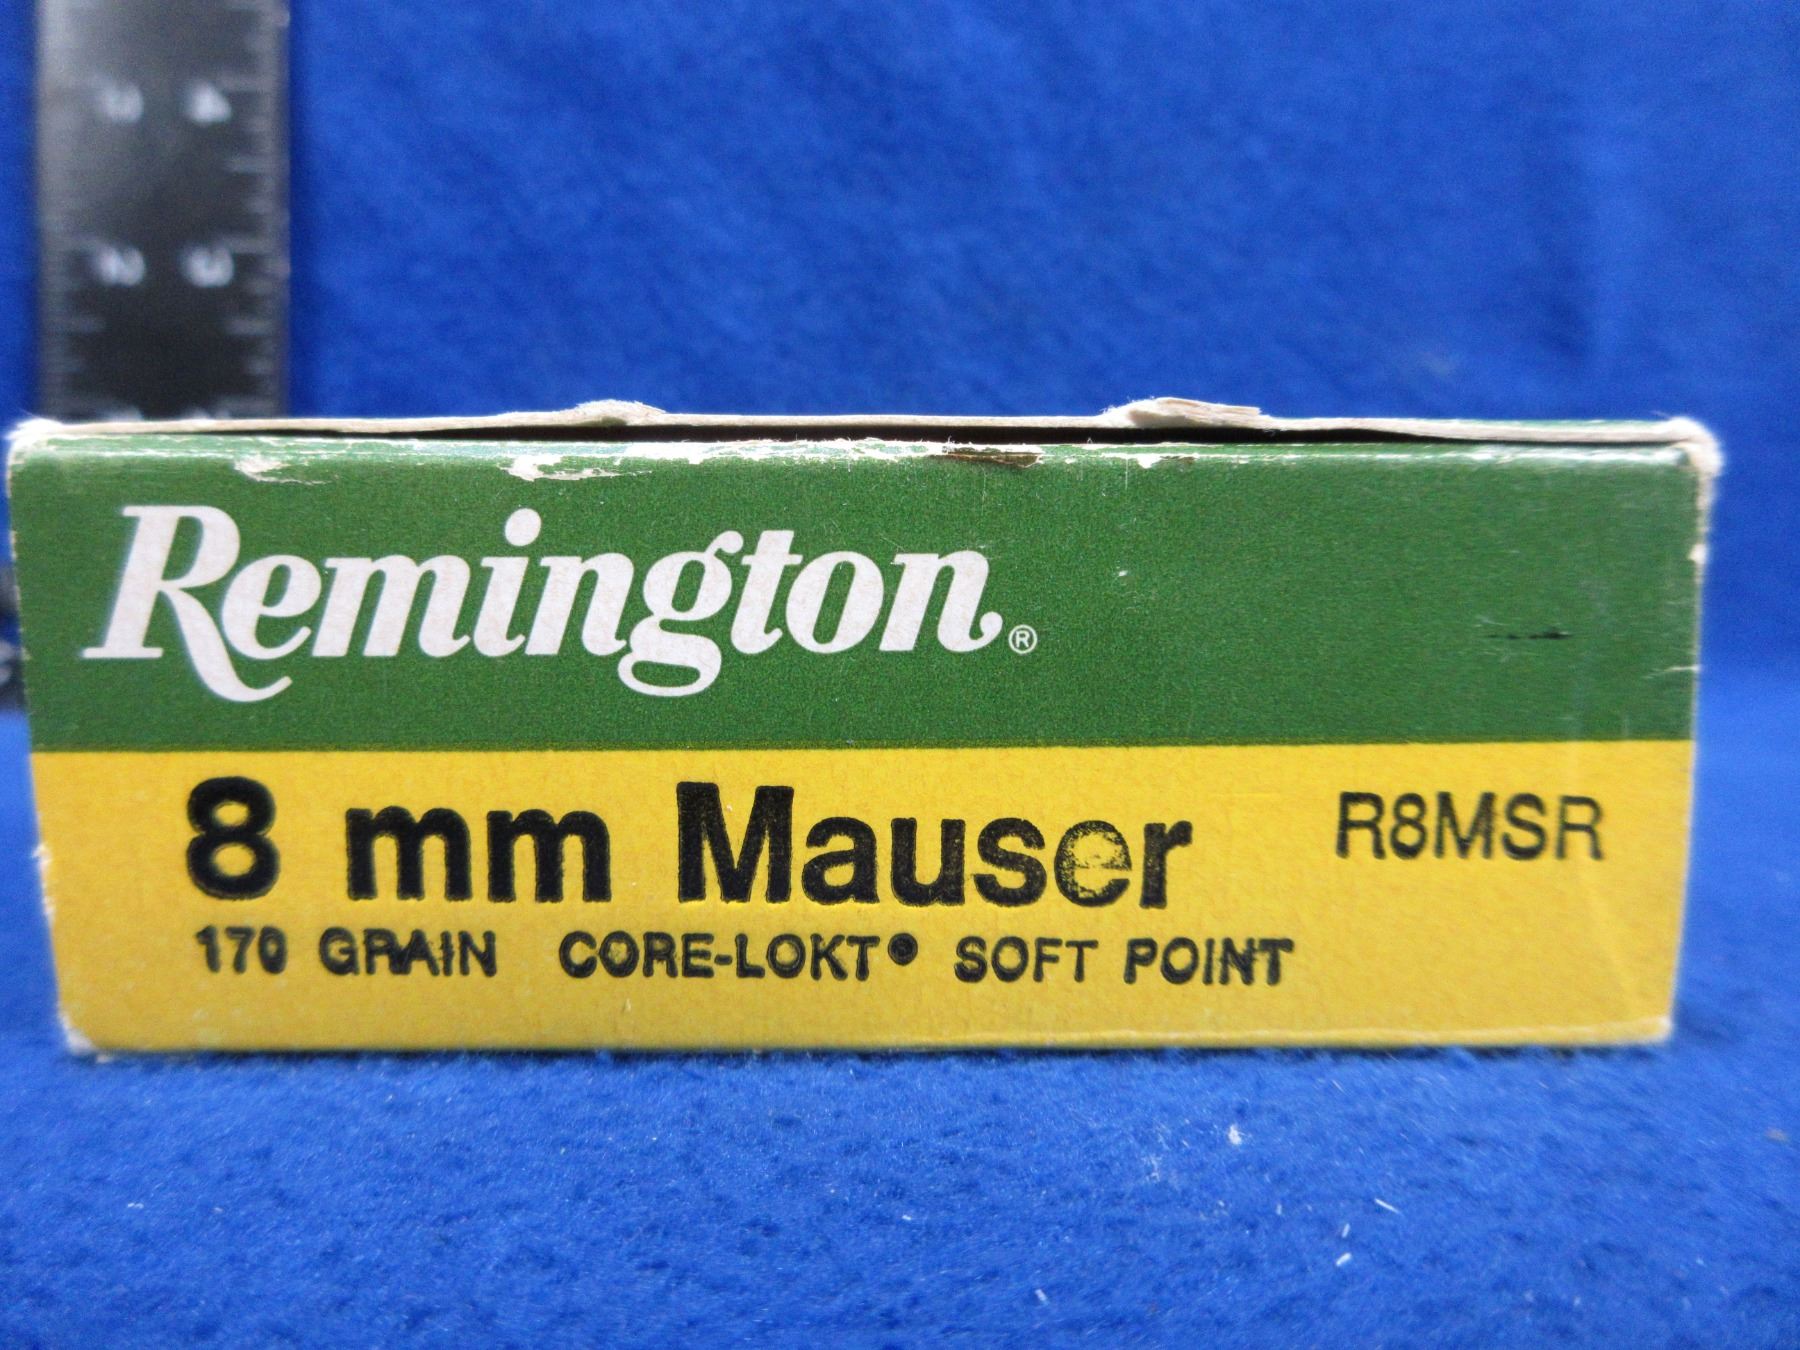 Remington®
8 mm Mauser R8MSR
170 GRAIN CORE-LOKT® SOFT POINT